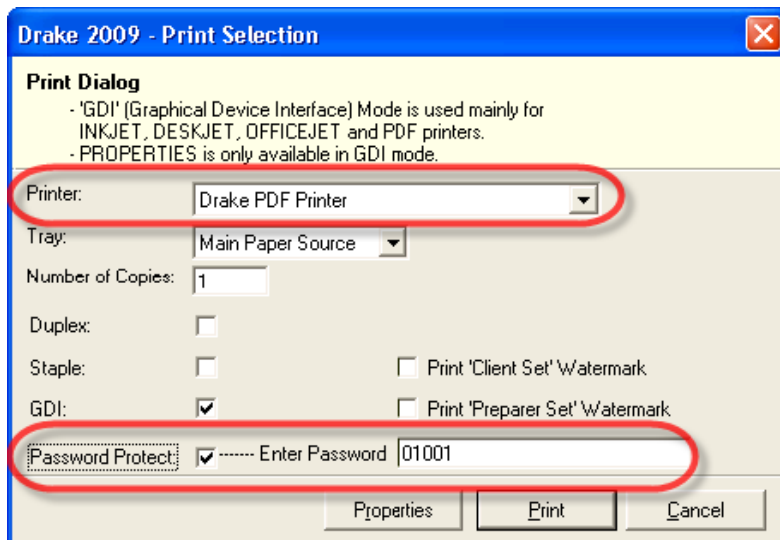 Drake 2009 - Print Selection
Print Dialog
- 'GDI' (Graphical Device Interface) Mode is used mainly for
INKJET, DESKJET, OFFICEJET and PDF printers.
- PROPERTIES is only available in GDI mode.
Printer: Drake PDF Printer
Tray: Main Paper Source
Number of Copies: 1
Duplex:
Staple: Print 'Client Set' Watermark
GDI: Print 'Preparer Set' Watermark
Password Protect: ------ Enter Password 01001
Properties Print Cancel